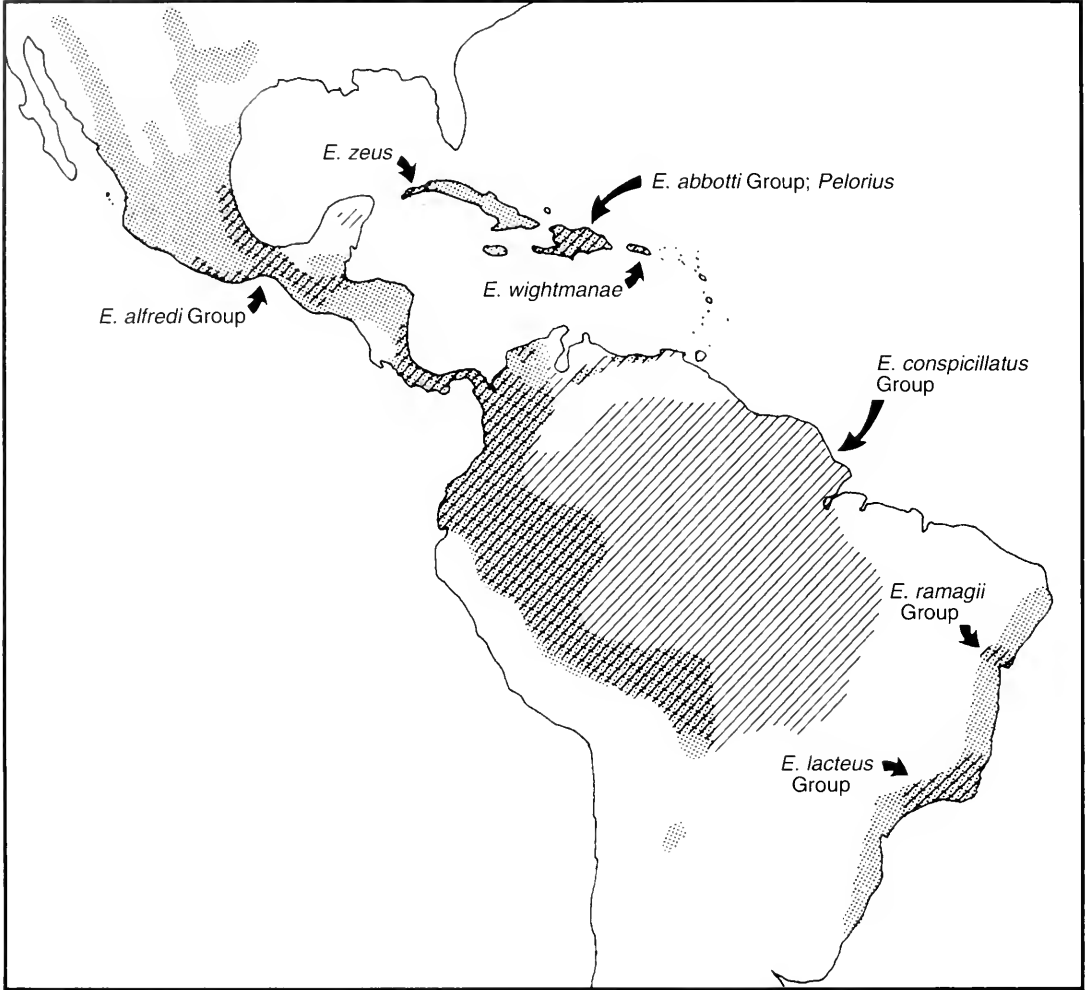 E. zeus
E. abbotti Group; Pelorius
E. wightmanae
E. alfredi Group
E. conspicillatus
Group
E. ramagii
Group
E. lacteus
Group